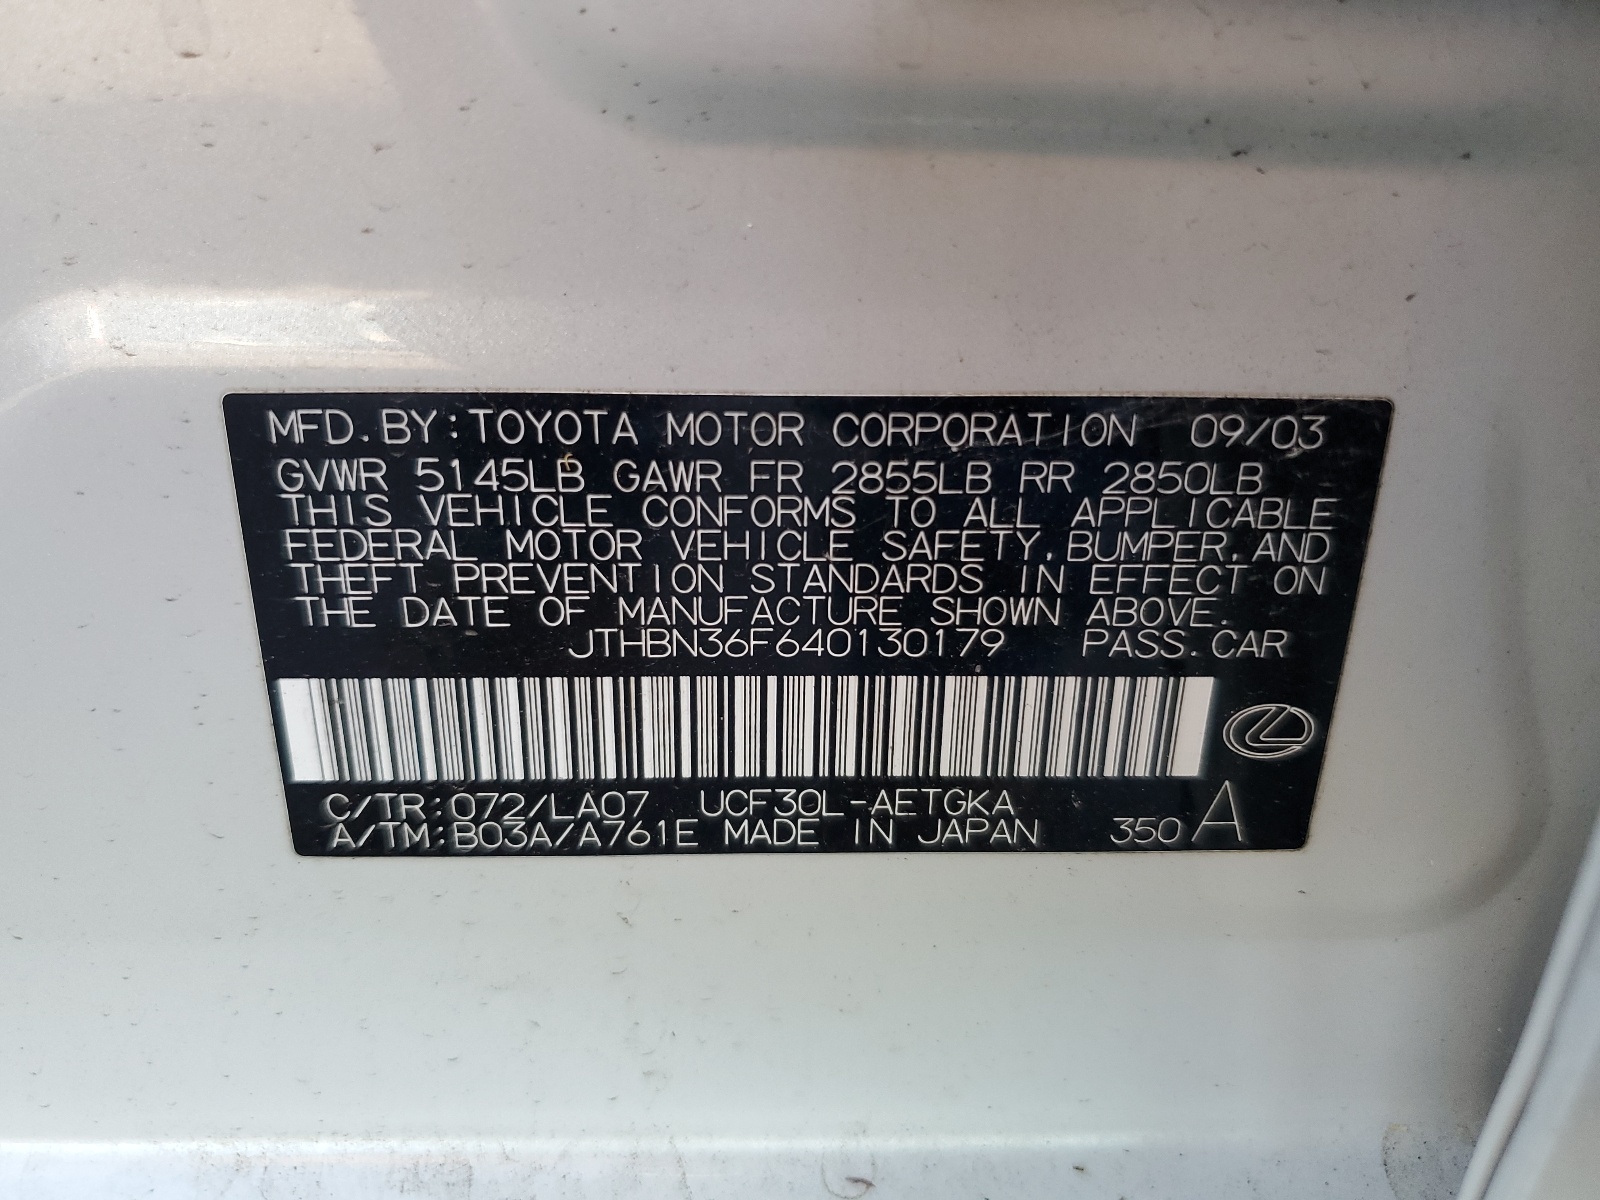 MFD. BY: TOYOTA MOTOR CORPORATION 09/03
GVWR 5145LB GAWR FR 2855LB RR 2850LB
THIS VEHICLE CONFORMS TO ALL APPLICABLE
FEDERAL MOTOR VEHICLE SAFETY, BUMPER, AND
THEFT PREVENTION STANDARDS IN EFFECT ON
THE DATE OF MANUFACTURE SHOWN ABOVE.
JTHBN36F640130179 PASS. CAR
C/TR: 072/LA07 UCF30L-AETGKA
A/TM: B03A/A761E MADE IN JAPAN 350 A